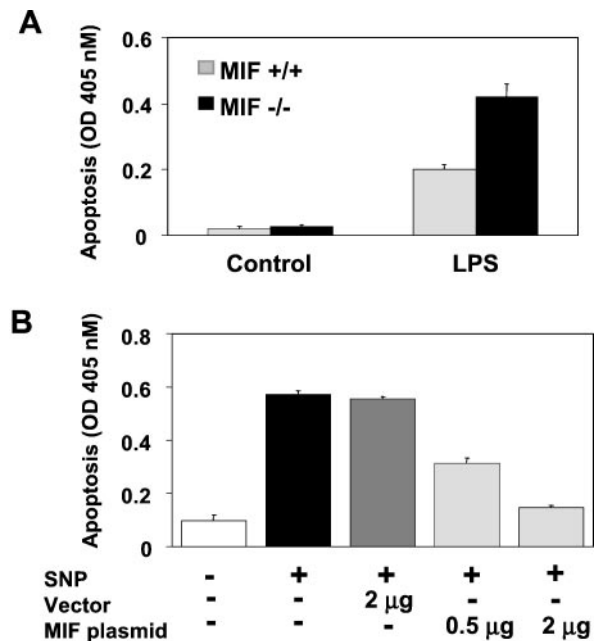 A
Apoptosis (OD 405 nM)
0.6
0.4
0.2
0
MIF +/+
MIF -/-
Control LPS
B
Apoptosis (OD 405 nM)
0.8
0.6
0.4
0.2
0
SNP - + + + +
Vector - - 2 μg - -
MIF plasmid - - - 0.5 μg 2 μg